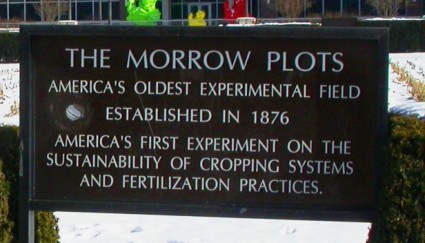 THE MORROW PLOTS
AMERICA'S OLDEST EXPERIMENTAL FIELD
ESTABLISHED IN 1876
AMERICA'S FIRST EXPERIMENT ON THE
SUSTAINABILITY OF CROPPING SYSTEMS
AND FERTILIZATION PRACTICES.